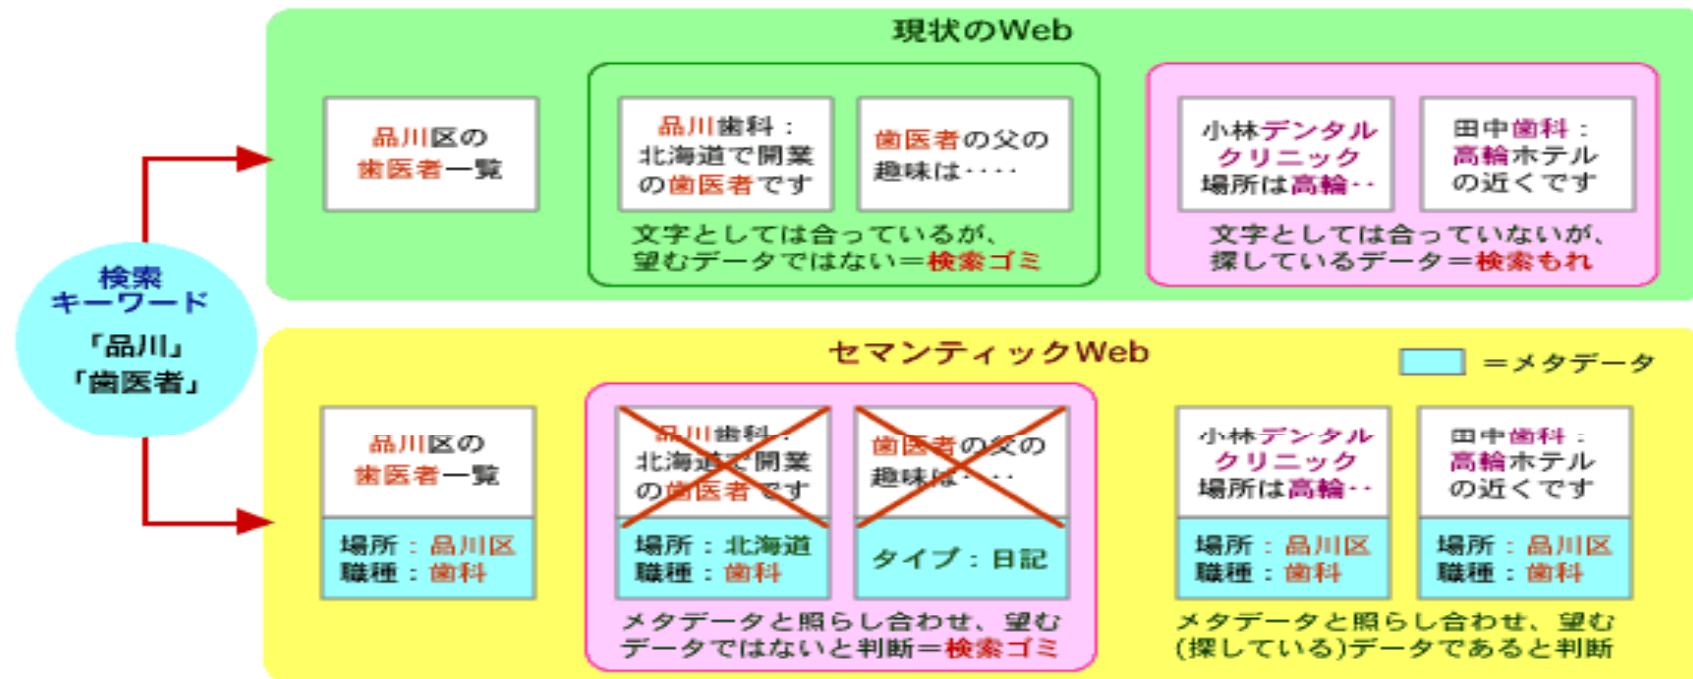 検索
キーワード
「品川」
「歯医者」
現状のWeb
品川区の
歯医者一覧
品川歯科：
北海道で開業
の歯医者です
歯医者の父の
趣味は‥‥
文字としては合っているが、
望むデータではない＝検索ゴミ
小林デンタル
クリニック
場所は高輪‥
田中歯科：
高輪ホテル
の近くです
文字としては合っていないが、
探しているデータ＝検索もれ
セマンティックWeb
＝メタデータ
品川区の
歯医者一覧
場所：品川区
職種：歯科
品川歯科：
北海道で開業
の歯医者です
場所：北海道
職種：歯科
歯医者の父の
趣味は‥‥
タイプ：日記
メタデータと照らし合わせ、望む
データではないと判断＝検索ゴミ
小林デンタル
クリニック
場所は高輪‥
場所：品川区
職種：歯科
田中歯科：
高輪ホテル
の近くです
場所：品川区
職種：歯科
メタデータと照らし合わせ、望む
(探している)データであると判断